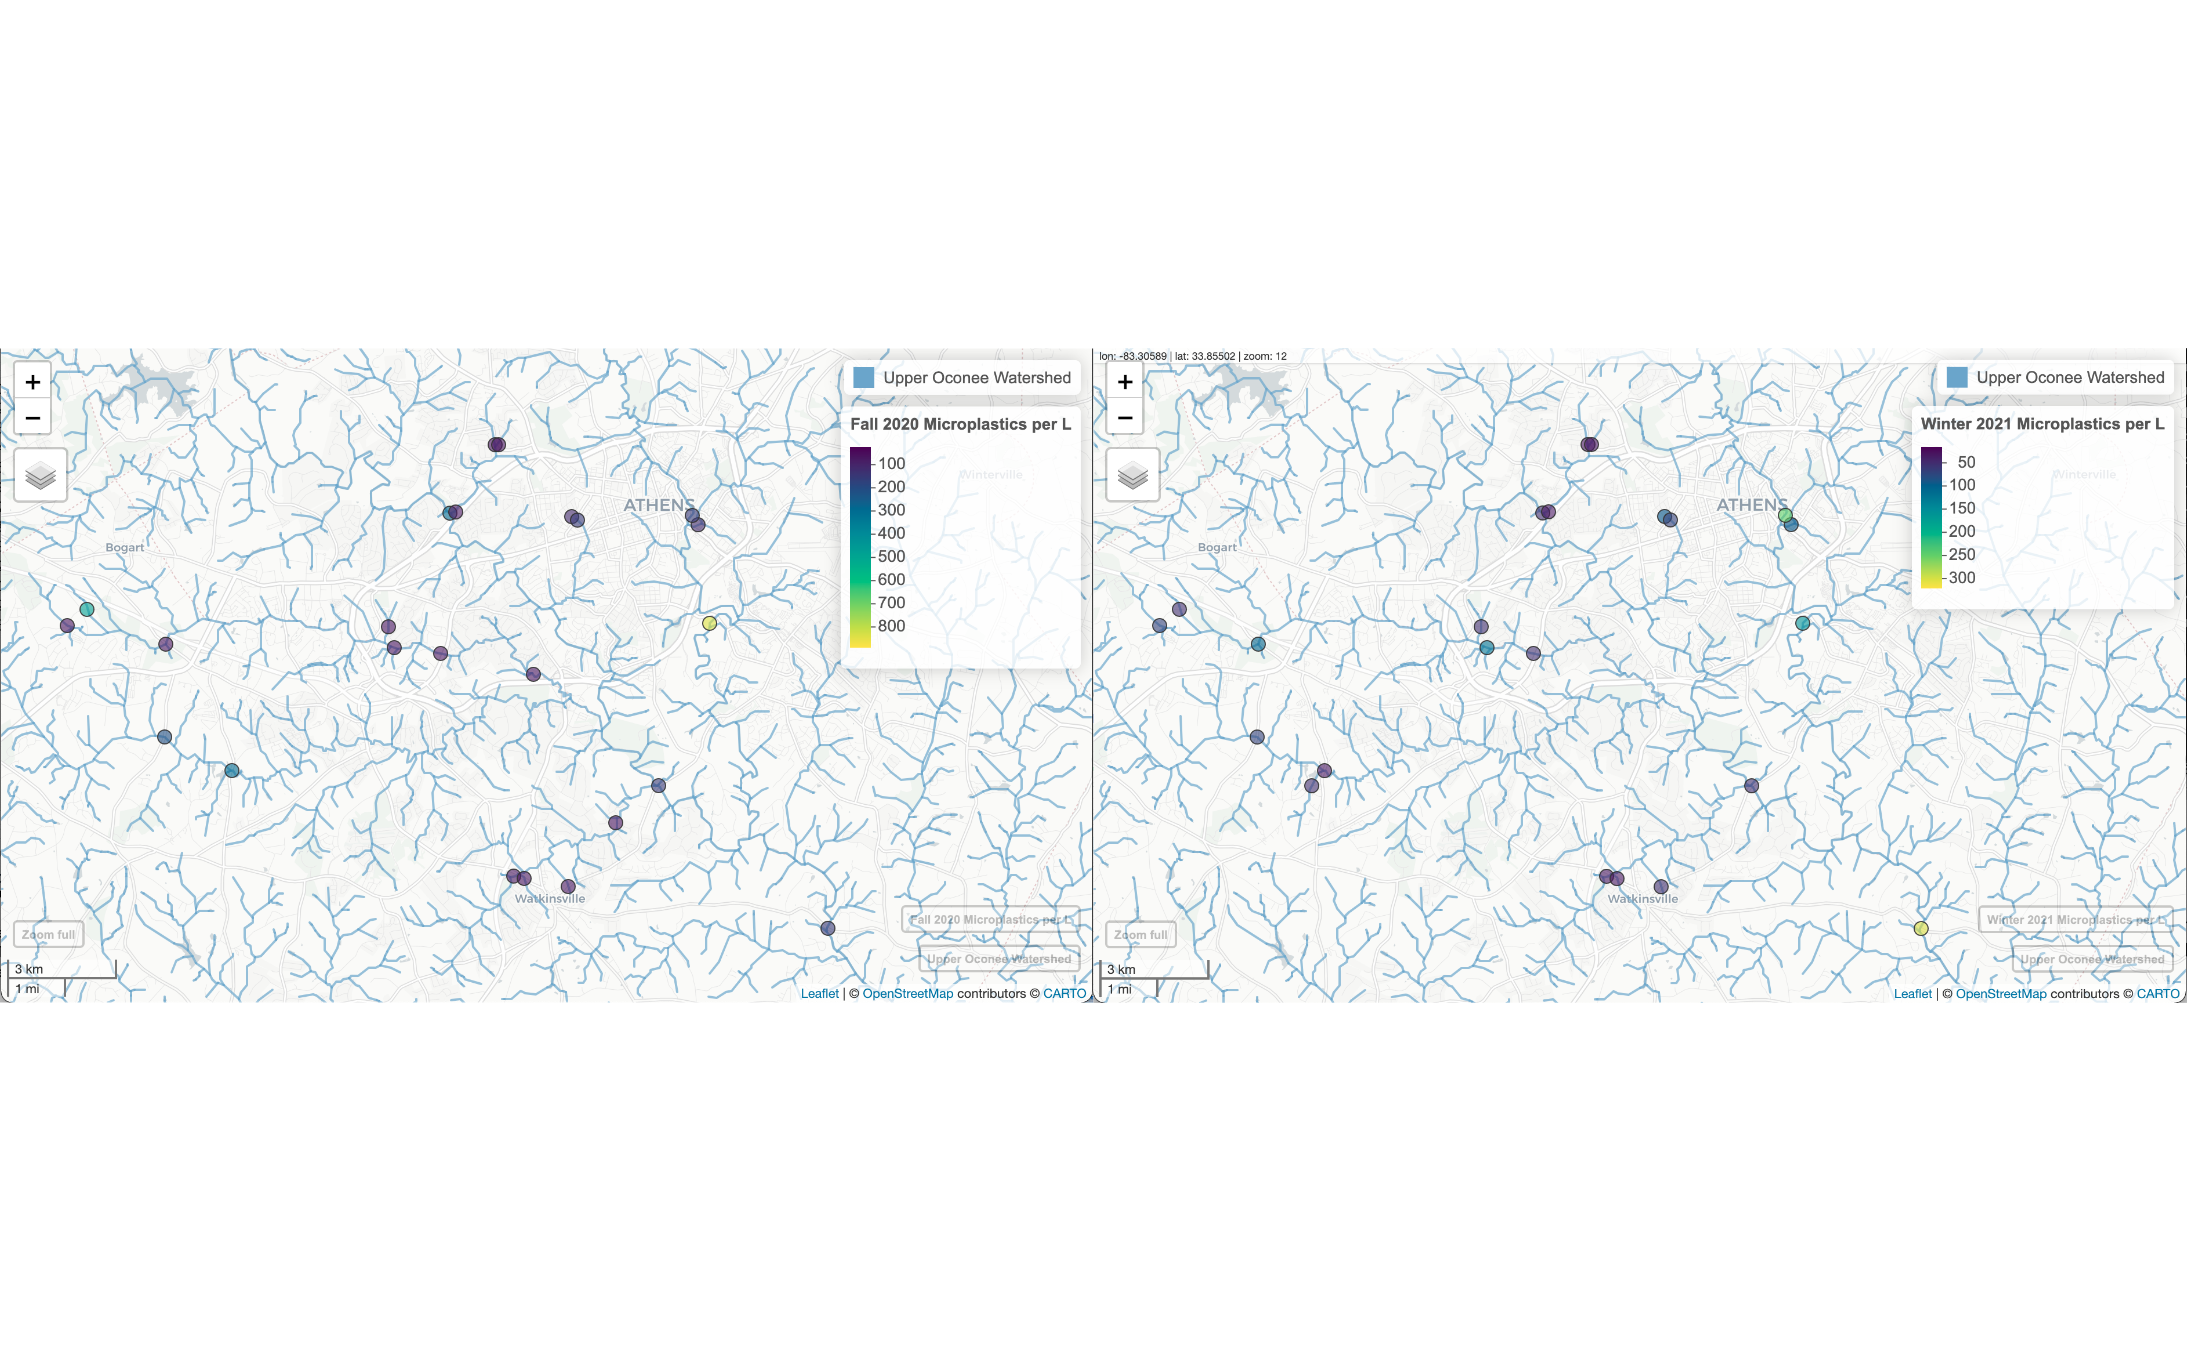 +
−
Upper Oconee Watershed
Fall 2020 Microplastics per L
100
200
300
400
500
600
700
800
Winterville
ATHENS
Bogart
Watkinsville
Zoom full
Fall 2020 Microplastics per L
Upper Oconee Watershed
3 km
1 mi
Leaflet | © OpenStreetMap contributors © CARTO
lon: -83.30589 | lat: 33.85502 | zoom: 12
+
−
Upper Oconee Watershed
Winter 2021 Microplastics per L
50
100
150
200
250
300
Winterville
ATHENS
Bogart
Watkinsville
Zoom full
Winter 2021 Microplastics per L
Upper Oconee Watershed
3 km
1 mi
Leaflet | © OpenStreetMap contributors © CARTO